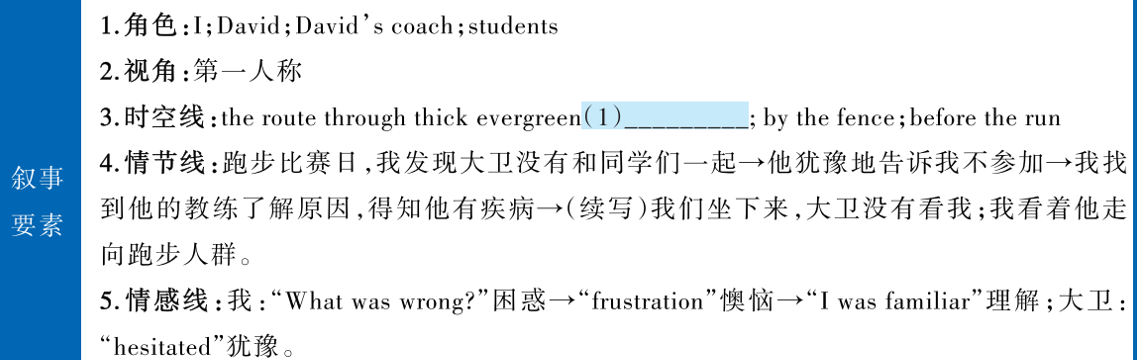 叙事
要素
1.角色:I;David;David's coach;students
2.视角:第一人称
3.时空线:the route through thick evergreen(1)_________; by the fence;before the run
4.情节线:跑步比赛日,我发现大卫没有和同学们一起→他犹豫地告诉我不参加→我找
到他的教练了解原因,得知他有疾病→(续写)我们坐下来,大卫没有看我;我看着他走
向跑步人群。
5.情感线:我:“What was wrong?”困惑→“frustration”懊恼→“I was familiar”理解;大卫:
“hesitated”犹豫。